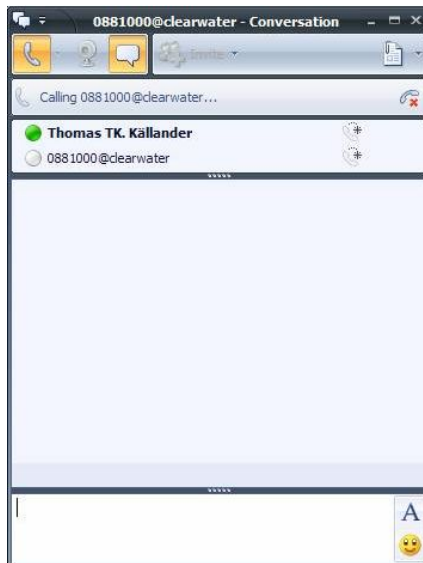 0881000@clearwater - Conversation
Invite
Calling 0881000@clearwater...
Thomas TK. Källander
0881000@clearwater
A